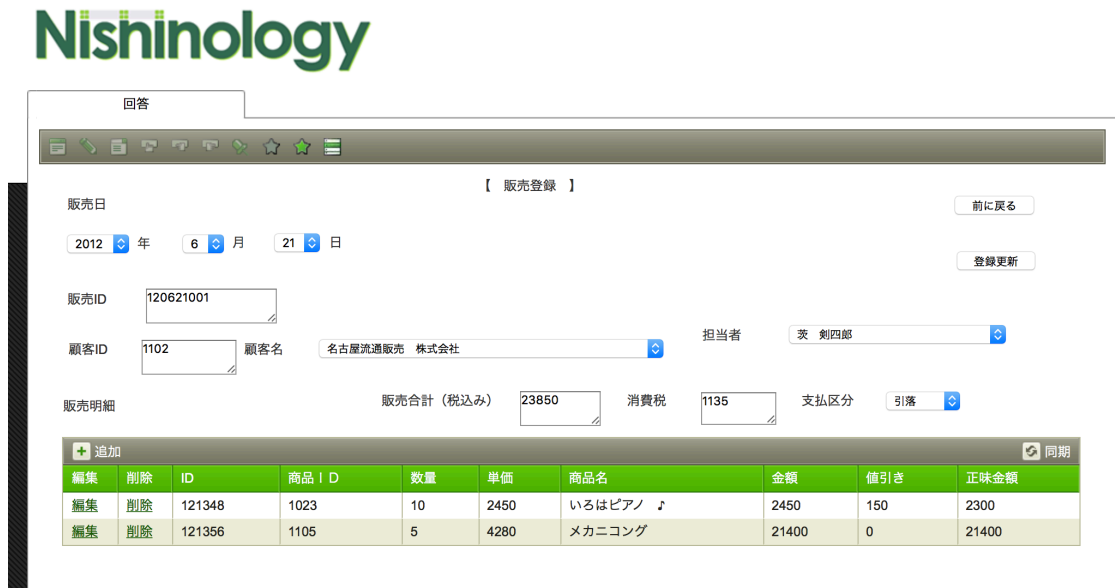 Nishinology
回答
【 販売登録 】
販売日
前に戻る
2012 年 6 月 21 日
登録更新
販売ID 120621001
担当者 茨 剣四郎
顧客ID 1102 顧客名 名古屋流通販売 株式会社
販売明細 販売合計（税込み） 23850 消費税 1135 支払区分 引落
追加 同期
編集 削除 ID 商品ＩＤ 数量 単価 商品名 金額 値引き 正味金額
編集 削除 121348 1023 10 2450 いろはピアノ ♪ 2450 150 2300
編集 削除 121356 1105 5 4280 メカニコング 21400 0 21400